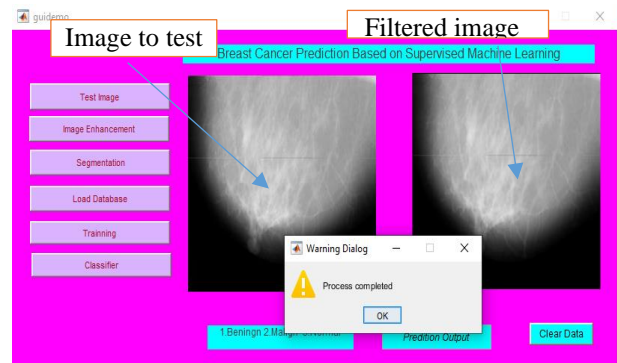 guidemo
Image to test
Filtered image
Breast Cancer Prediction Based on Supervised Machine Learning
Test Image
Image Enhancement
Segmentation
Load Database
Trainning
Classifier
Warning Dialog
Process completed
OK
1.Beningn 2.Malign 3.Normal
Predition Output
Clear Data